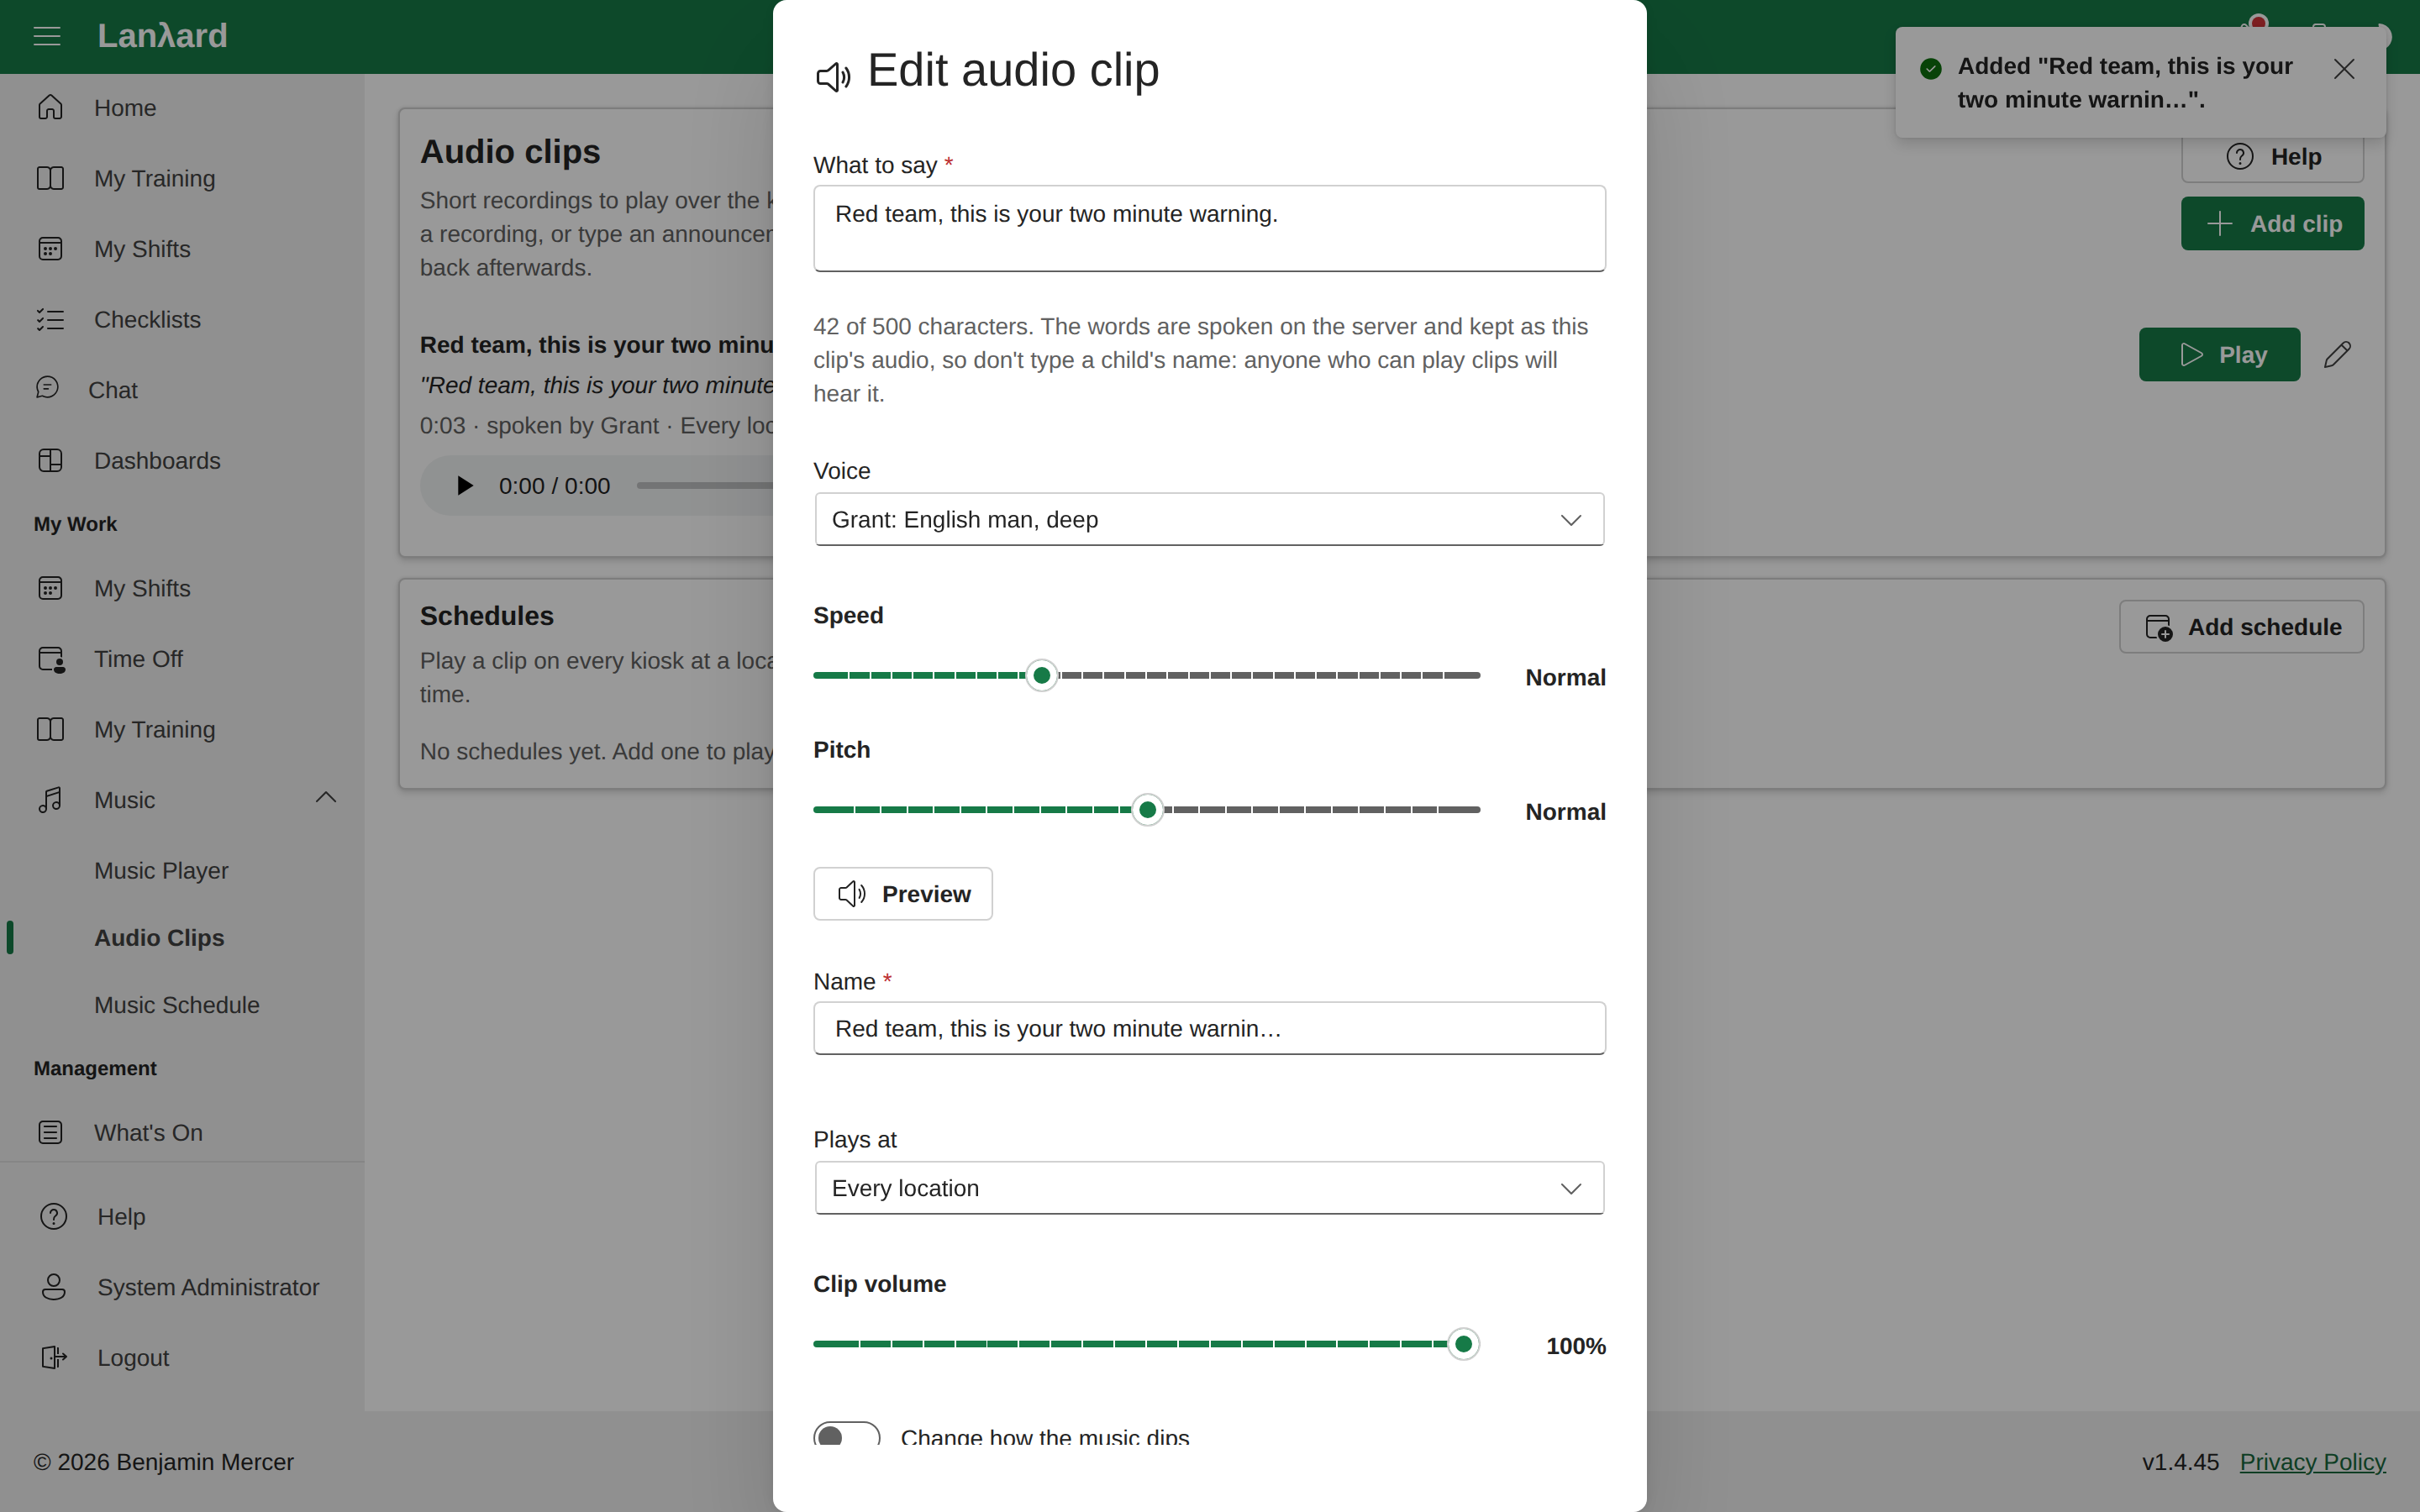 Lanλard
Home
My Training
My Shifts
Checklists
Chat
Dashboards
My Work
My Shifts
Time Off
My Training
Music
Music Player
Audio Clips
Music Schedule
Management
What's On
Help
System Administrator
Logout
Audio clips
Short recordings to play over the
a recording, or type an
back afterwards.
Red team, this is your two
"Red team, this is your two minute
0:03 · spoken by Grant · Every
0:00 / 0:00
Schedules
Play a clip on every kiosk at a
time.
No schedules yet. Add one to play
Edit audio clip
What to say *
Red team, this is your two minute warning.
42 of 500 characters. The words are spoken on the server and kept as this
clip's audio, so don't type a child's name: anyone who can play clips will
hear it.
Voice
Grant: English man, deep
Speed
Normal
Pitch
Normal
Preview
Name *
Red team, this is your two minute warnin…
Plays at
Every location
Clip volume
100%
Change how the music dips
Added "Red team, this is your
two minute warnin…".
Help
Add clip
Play
Add schedule
© 2026 Benjamin Mercer
v1.4.45
Privacy Policy